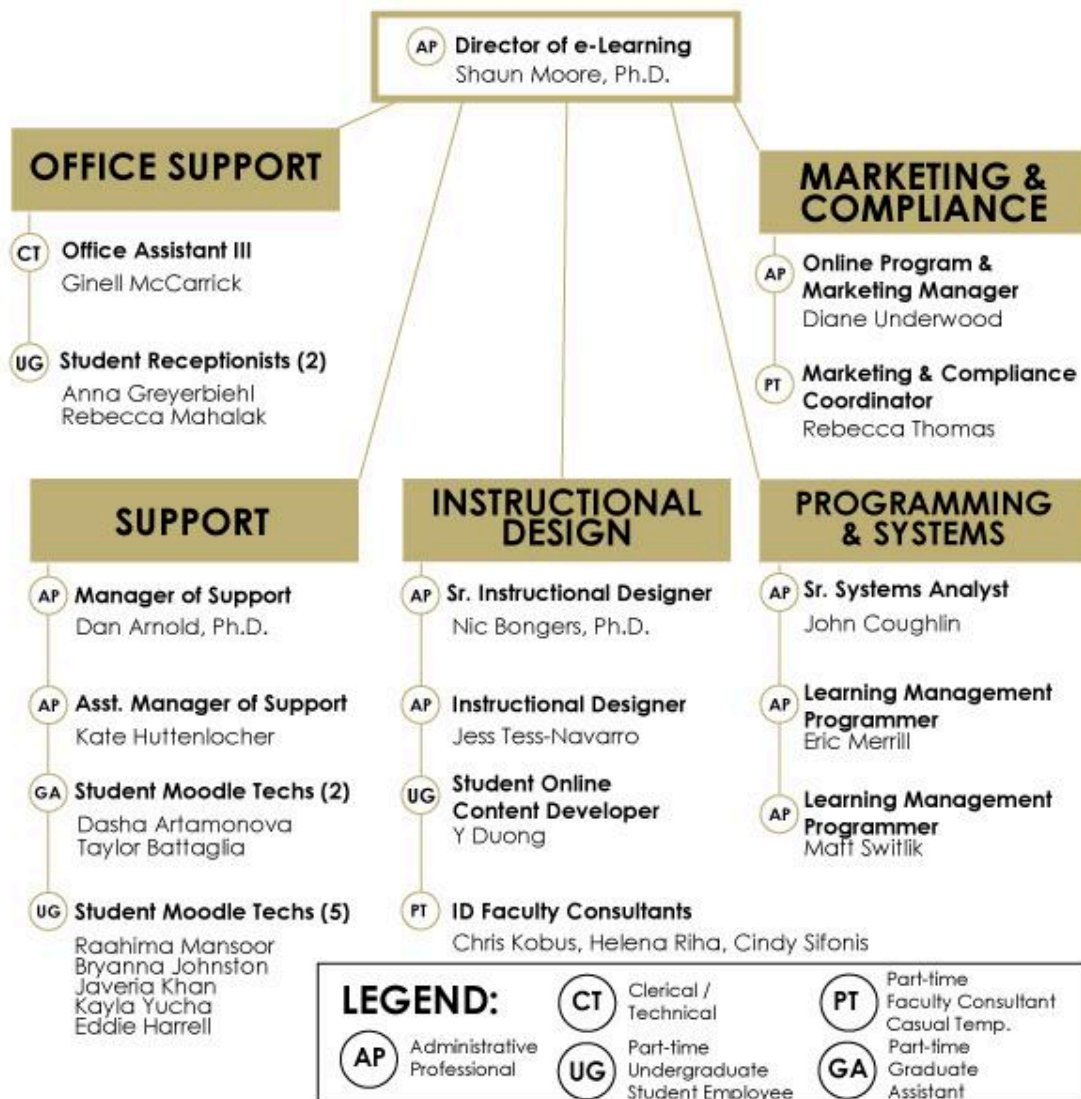 AP Director of e-Learning
Shaun Moore, Ph.D.
OFFICE SUPPORT
CT Office Assistant III
Ginell McCarrick
UG Student Receptionists (2)
Anna Greyerbiehl
Rebecca Mahalak
MARKETING &
COMPLIANCE
AP Online Program &
Marketing Manager
Diane Underwood
PT Marketing & Compliance
Coordinator
Rebecca Thomas
SUPPORT
AP Manager of Support
Dan Arnold, Ph.D.
AP Asst. Manager of Support
Kate Huttenlocher
GA Student Moodle Techs (2)
Dasha Artamonova
Taylor Battaglia
UG Student Moodle Techs (5)
Raahima Mansoor
Bryanna Johnston
Javeria Khan
Kayla Yucha
Eddie Harrell
INSTRUCTIONAL
DESIGN
AP Sr. Instructional Designer
Nic Bongers, Ph.D.
AP Instructional Designer
Jess Tess-Navarro
UG Student Online
Content Developer
Y Duong
PT ID Faculty Consultants
Chris Kobus, Helena Riha, Cindy Sifonis
PROGRAMMING
& SYSTEMS
AP Sr. Systems Analyst
John Coughlin
AP Learning Management
Programmer
Eric Merrill
AP Learning Management
Programmer
Matt Switlik
LEGEND:
AP Administrative
Professional
CT Clerical /
Technical
UG Part-time
Undergraduate
Student Employee
PT Part-time
Faculty Consultant
Casual Temp.
GA Part-time
Graduate
Assistant